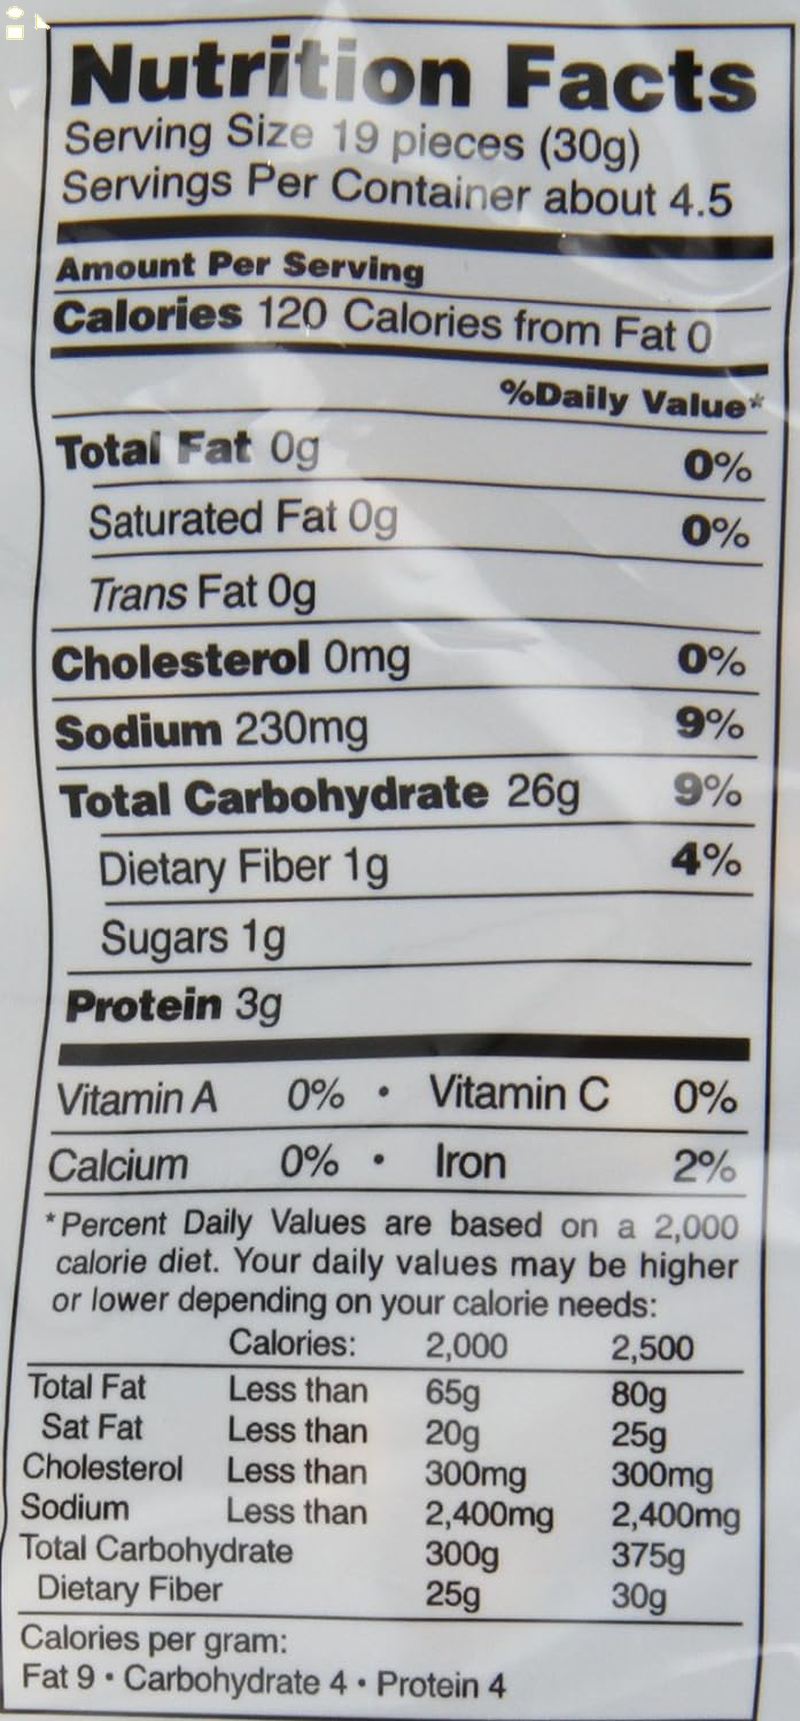 Nutrition Facts
Serving Size 19 pieces (30g)
Servings Per Container about 4.5
Amount Per Serving
Calories 120 Calories from Fat 0
%Daily Value*
Total Fat 0g 0%
Saturated Fat 0g 0%
Trans Fat 0g
Cholesterol 0mg 0%
Sodium 230mg 9%
Total Carbohydrate 26g 9%
Dietary Fiber 1g 4%
Sugars 1g
Protein 3g
Vitamin A 0% • Vitamin C 0%
Calcium 0% • Iron 2%
*Percent Daily Values are based on a 2,000
calorie diet. Your daily values may be higher
or lower depending on your calorie needs:
Calories: 2,000 2,500
Total Fat Less than 65g 80g
Sat Fat Less than 20g 25g
Cholesterol Less than 300mg 300mg
Sodium Less than 2,400mg 2,400mg
Total Carbohydrate 300g 375g
Dietary Fiber 25g 30g
Calories per gram:
Fat 9 • Carbohydrate 4 • Protein 4